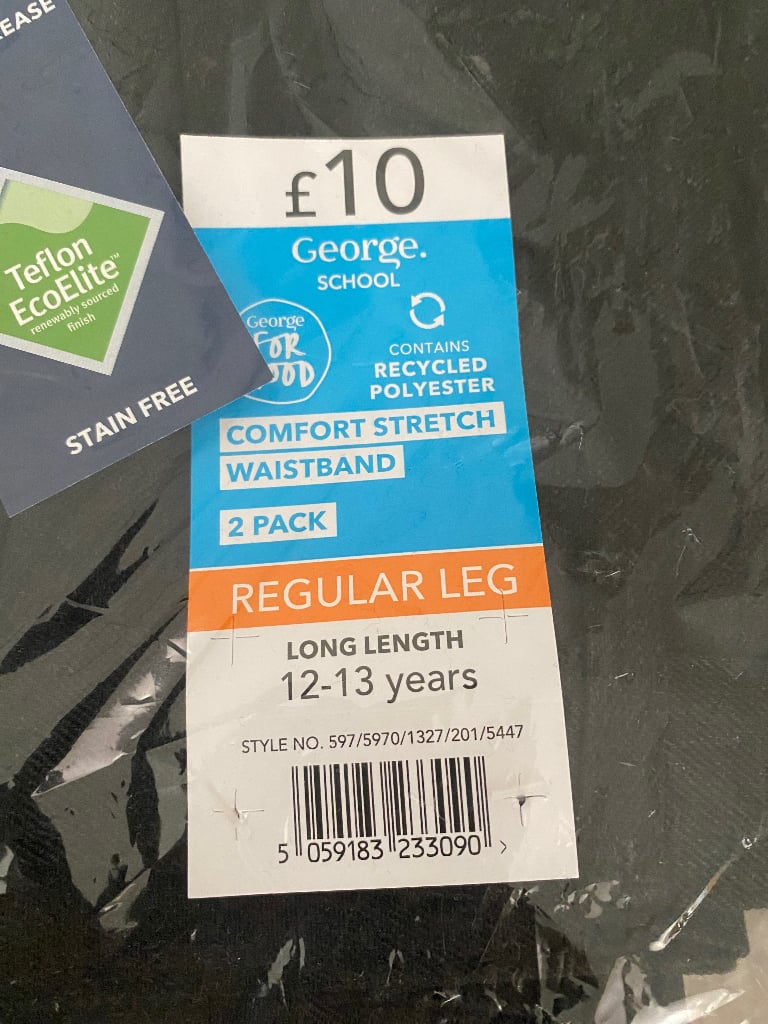 £10
George.
SCHOOL
George
FOR
CONTAINS
RECYCLED
POLYESTER
COMFORT STRETCH
WAISTBAND
2 PACK
REGULAR LEG
LONG LENGTH
12-13 years
STYLE NO. 597/5970/1327/201/5447
5 059183 233090 >
Teflon
EcoElite™
renewably sourced
finish
STAIN FREE